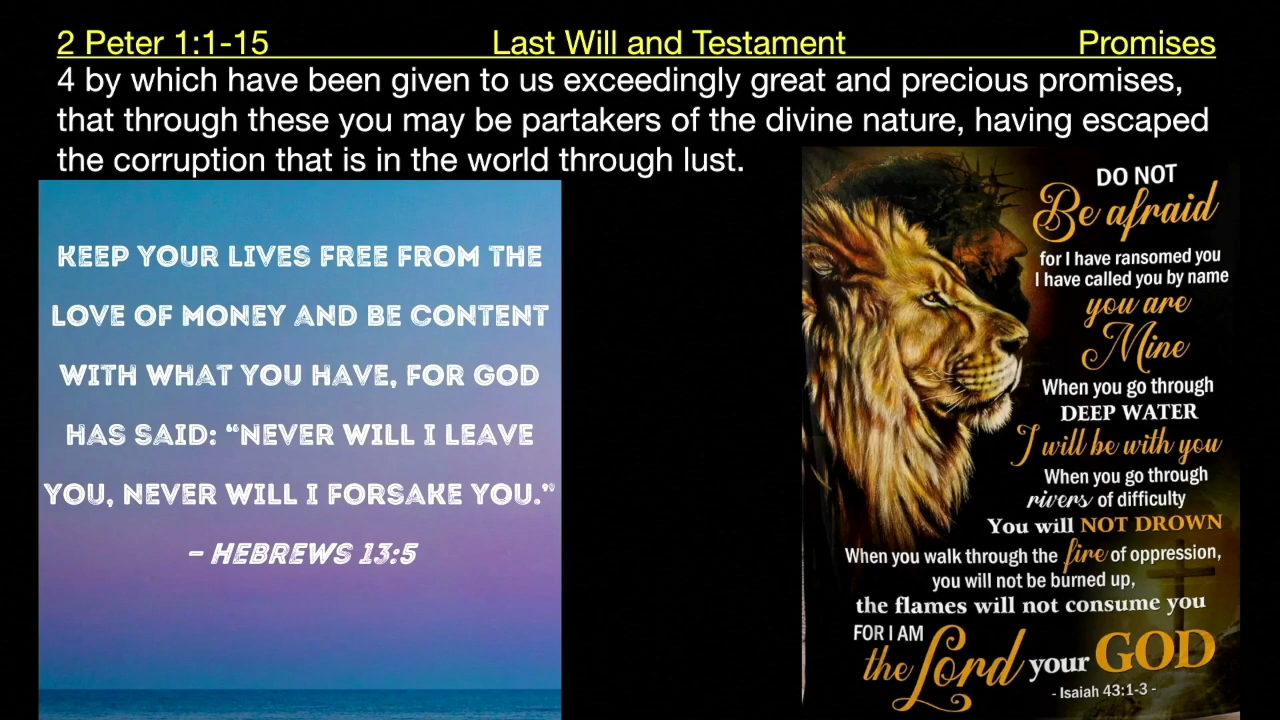 2 Peter 1:1-15 Last Will and Testament Promises
4 by which have been given to us exceedingly great and precious promises,
that through these you may be partakers of the divine nature, having escaped
the corruption that is in the world through lust.
KEEP YOUR LIVES FREE FROM THE
LOVE OF MONEY AND BE CONTENT
WITH WHAT YOU HAVE, FOR GOD
HAS SAID: “NEVER WILL I LEAVE
YOU, NEVER WILL I FORSAKE YOU.”
– HEBREWS 13:5
DO NOT
Be afraid
for I have ransomed you
I have called you by name
you are
Mine
When you go through
DEEP WATER
I will be with you
When you go through
rivers of difficulty
You will NOT DROWN
When you walk through the fire of oppression,
you will not be burned up,
the flames will not consume you
FOR I AM
the Lord your GOD
- Isaiah 43:1-3 -